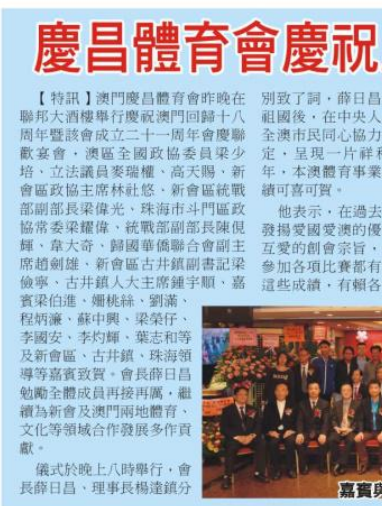 慶昌體育會慶祝
【特訊】澳門慶昌體育會昨晚在
聯邦大酒樓舉行慶祝澳門回歸十八
周年暨該會成立二十一周年會慶聯
歡宴會，澳區全國政協委員梁少
培、立法議員麥瑞權、高天賜、新
會區政協主席林社悠、新會區統戰
部副部長梁偉光、珠海市斗門區政
協常委梁耀偉、統戰部副部長陳俔
輝、韋大奇、歸國華僑聯合會副主
席趙劍雄、新會區古井鎮副書記梁
儉寧、古井鎮人大主席鍾宇順、嘉
賓梁伯進、姍桃絲、劉滿、
程炳濂、蘇中興、梁榮仔、
李國安、李灼輝、葉志和等
及新會區、古井鎮、珠海領
導等嘉賓致賀。會長薛日昌
勉勵全體成員再接再厲，繼
續為新會及澳門兩地體育、
文化等領域合作發展多作貢
獻。
儀式於晚上八時舉行，會
長薛日昌、理事長楊達鎮分
別致了詞，薛日昌
祖國後，在中央人
全澳市民同心協力
定，呈現一片祥
年，本澳體育事業
績可喜可賀。
他表示，在過去
發揚愛國愛澳的優
互愛的創會宗旨，
參加各項比賽都有
這些成績，有賴各
嘉賓與